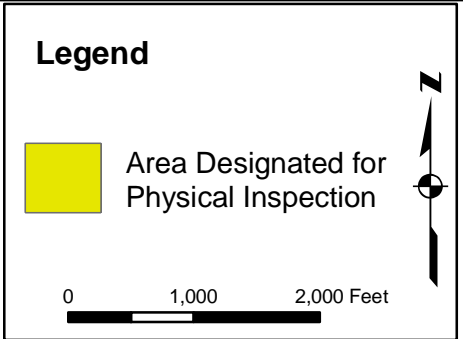 Legend
N
Area Designated for
Physical Inspection
0 1,000 2,000 Feet